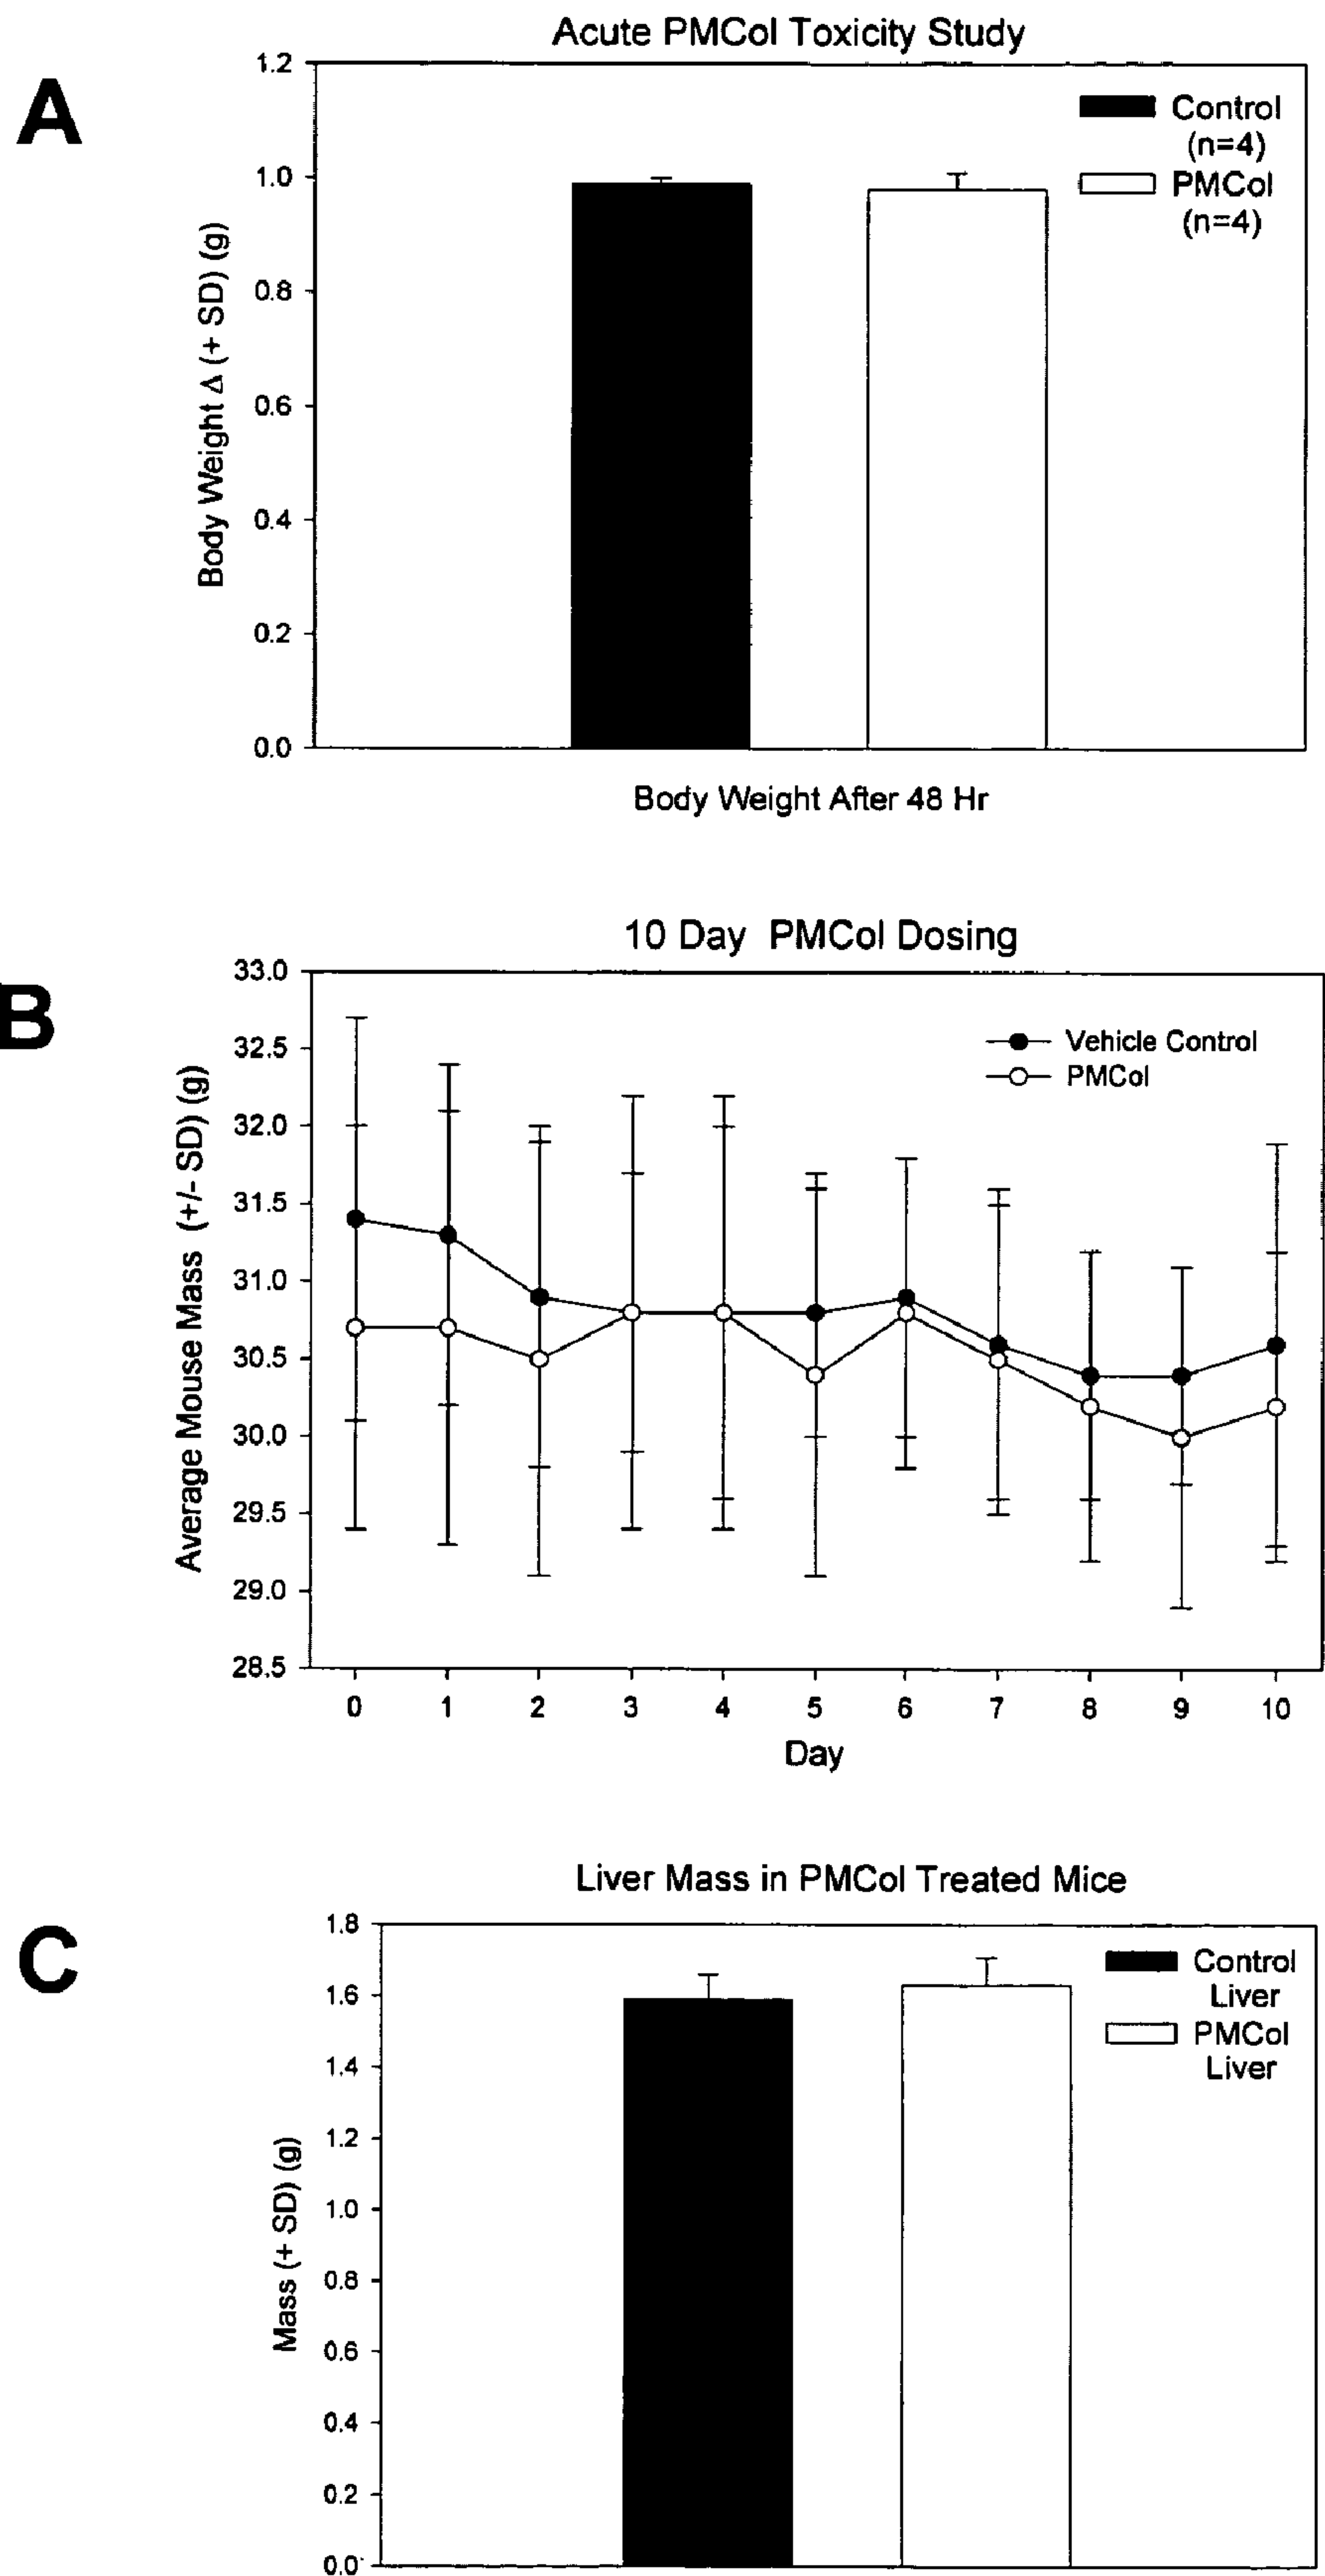 Acute PMCol Toxicity Study
A
1.2
1.0
0.8
0.6
0.4
0.2
0.0
Body Weight Δ (+ SD) (g)
Control
(n=4)
PMCol
(n=4)
Body Weight After 48 Hr
10 Day PMCol Dosing
B
33.0
32.5
32.0
31.5
31.0
30.5
30.0
29.5
29.0
28.5
Average Mouse Mass (+/- SD) (g)
Vehicle Control
PMCol
0 1 2 3 4 5 6 7 8 9 10
Day
Liver Mass in PMCol Treated Mice
C
1.8
1.6
1.4
1.2
1.0
0.8
0.6
0.4
0.2
0.0
Mass (+ SD) (g)
Control
Liver
PMCol
Liver